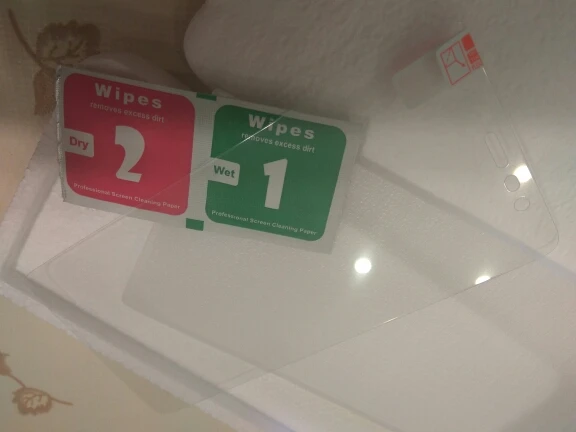 Wipes
removes excess dirt
Dry
2
Professional Screen Cleaning Paper
Wipes
removes excess dirt
Wet
1
Professional Screen Cleaning Paper